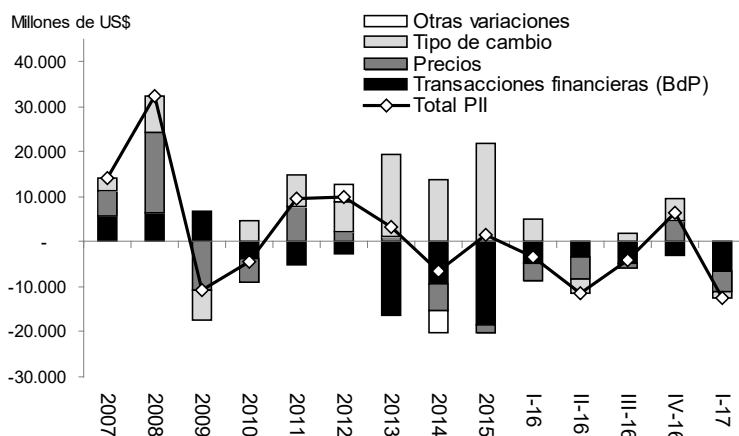 Millones de US$
Otras variaciones
Tipo de cambio
Precios
Transacciones financieras (BdP)
Total PII
40.000
30.000
20.000
10.000
-
-10.000
-20.000
-30.000
2007
2008
2009
2010
2011
2012
2013
2014
2015
I-16
II-16
III-16
IV-16
I-17